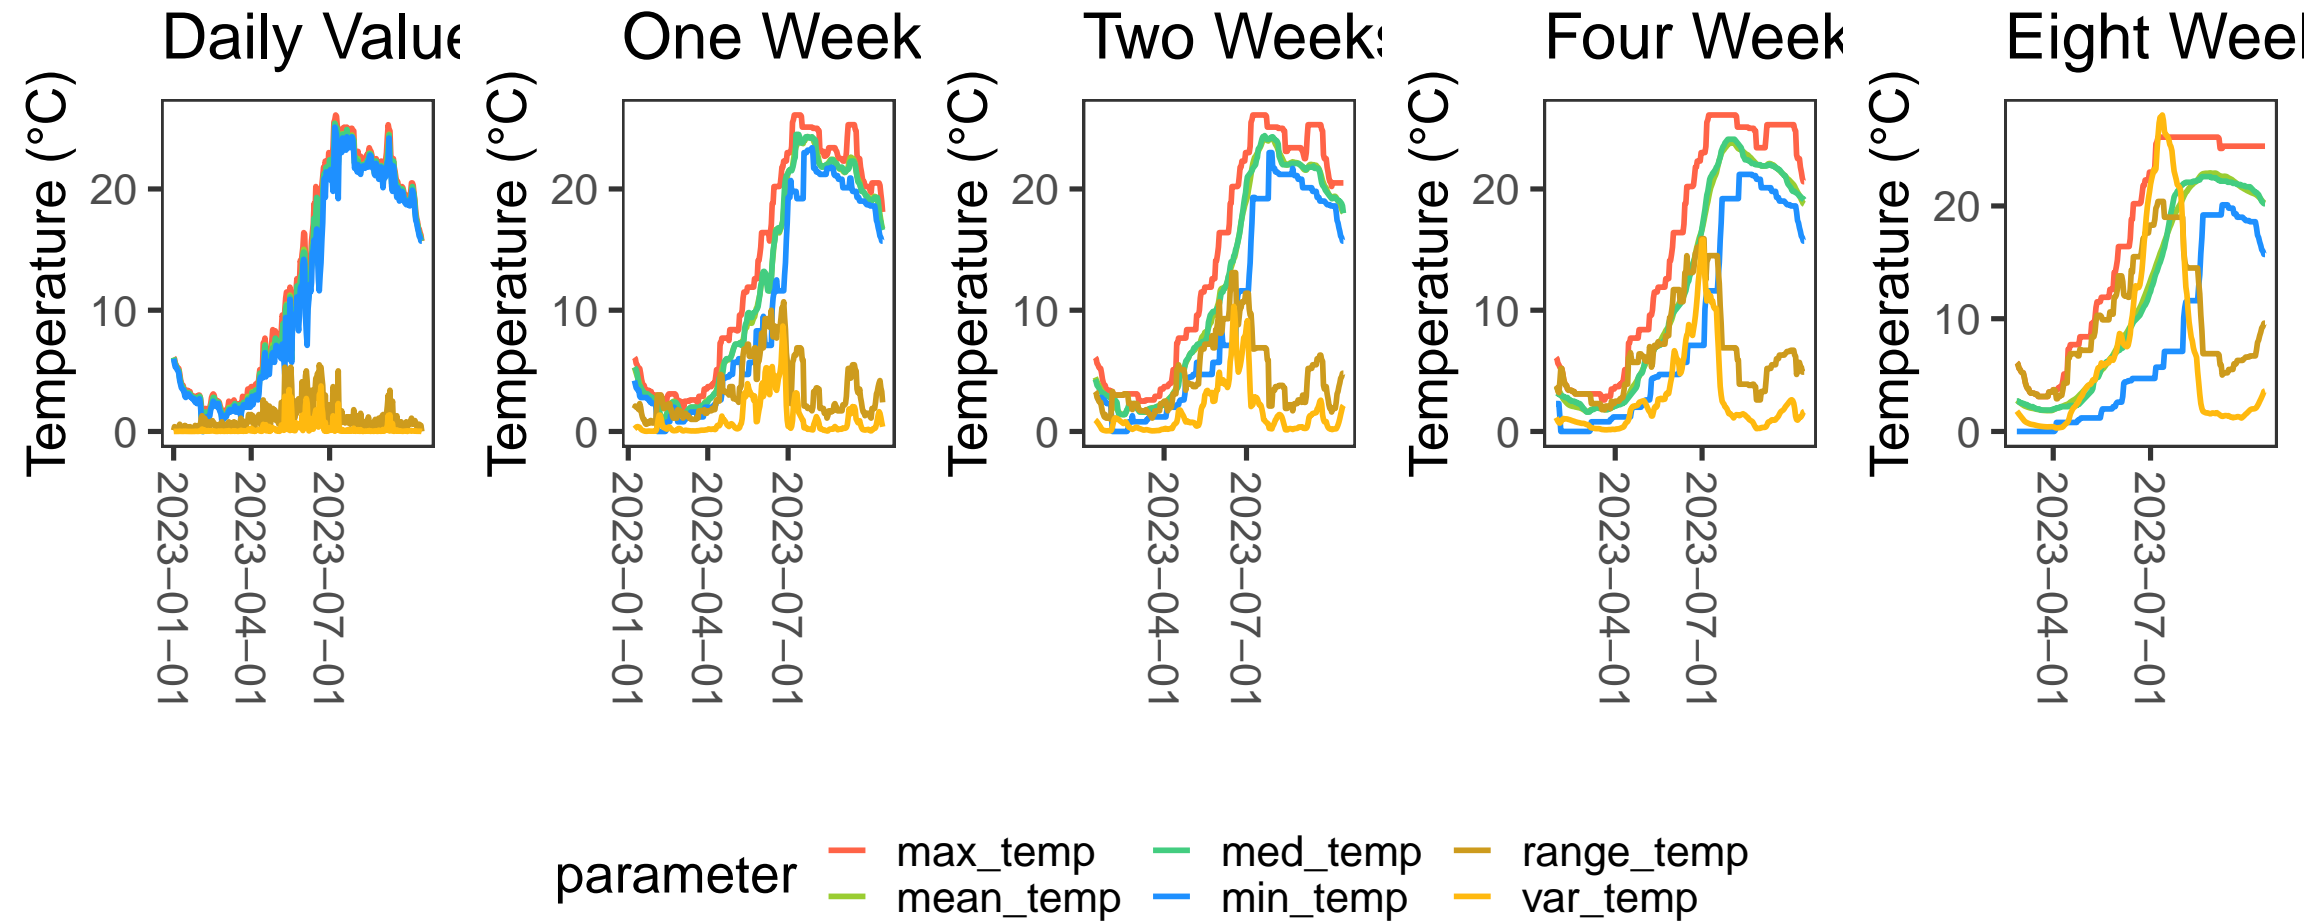 Daily Value
One Week
Two Weeks
Four Week
Eight Wee
Temperature (°C)
20
10
0
2023−01−01
2023−04−01
2023−07−01
Temperature (°C)
20
10
0
2023−01−01
2023−04−01
2023−07−01
Temperature (°C)
20
10
0
2023−04−01
2023−07−01
Temperature (°C)
20
10
0
2023−04−01
2023−07−01
Temperature (°C)
20
10
0
2023−04−01
2023−07−01
parameter
max_temp med_temp range_temp
mean_temp min_temp var_temp